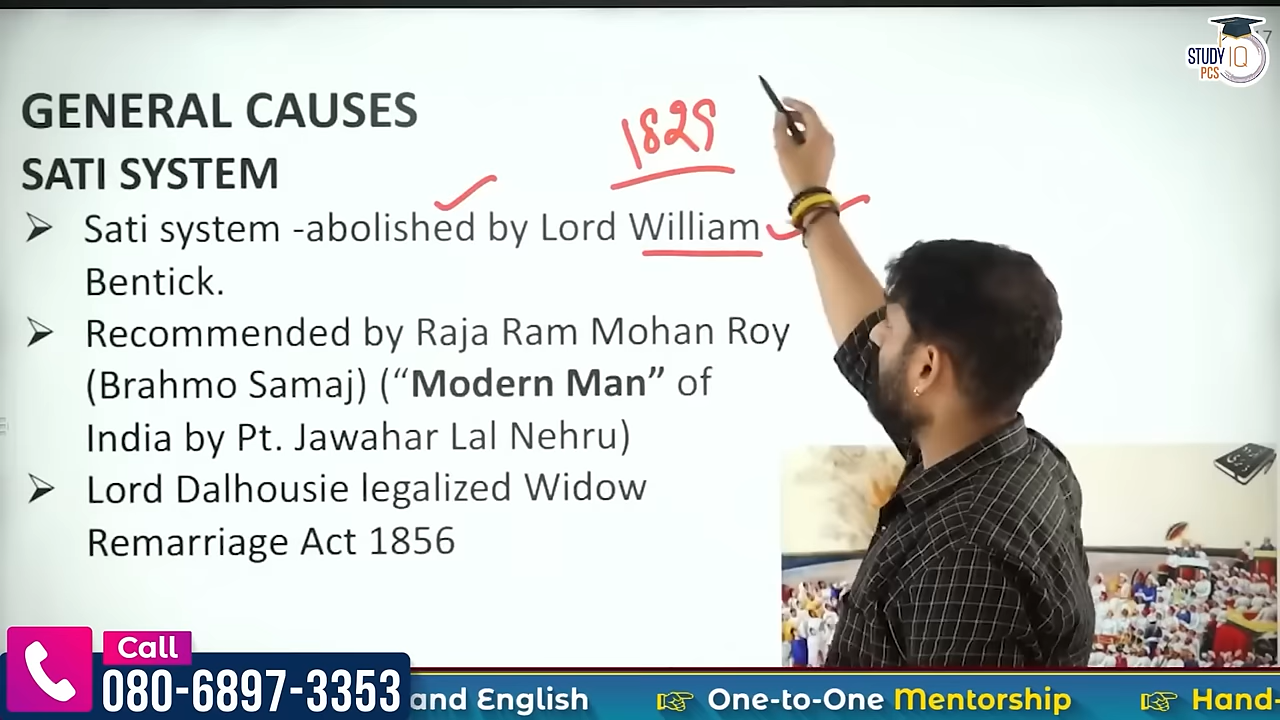 STUDY IQ
PCS
GENERAL CAUSES
1829
SATI SYSTEM
➢ Sati system -abolished by Lord William
Bentick.
➢ Recommended by Raja Ram Mohan Roy
(Brahmo Samaj) (“Modern Man” of
India by Pt. Jawahar Lal Nehru)
➢ Lord Dalhousie legalized Widow
Remarriage Act 1856
Call
080-6897-3353
and English
One-to-One Mentorship
Hand-